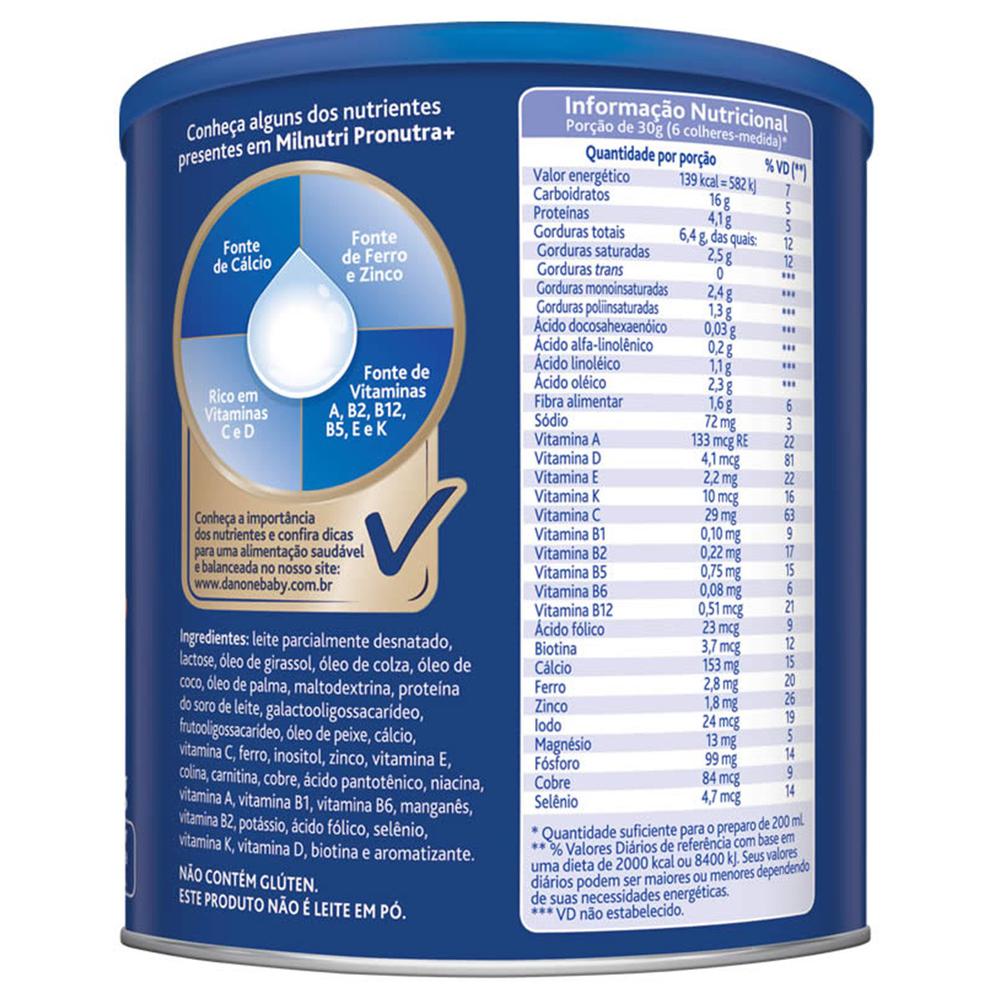 Conheça alguns dos nutrientes
presentes em Milnutri Pronutra+
Fonte
de Cálcio
Fonte
de Ferro
e Zinco
Rico em
Vitaminas
C e D
Fonte de
Vitaminas
A, B2, B12,
B5, E e K
Conheça a importância
dos nutrientes e confira dicas
para uma alimentação saudável
e balanceada no nosso site:
www.danonebaby.com.br
Ingredientes: leite parcialmente desnatado,
lactose, óleo de girassol, óleo de colza, óleo de
coco, óleo de palma, maltodextrina, proteína
do soro de leite, galactooligossacarídeo,
frutooligossacarídeo, óleo de peixe, cálcio,
vitamina C, ferro, inositol, zinco, vitamina E,
colina, carnitina, cobre, ácido pantotênico, niacina,
vitamina A, vitamina B1, vitamina B6, manganês,
vitamina B2, potássio, ácido fólico, selênio,
vitamina K, vitamina D, biotina e aromatizante.
NÃO CONTÉM GLÚTEN.
ESTE PRODUTO NÃO É LEITE EM PÓ.
Informação Nutricional
Porção de 30g (6 colheres-medida)*
Quantidade por porção % VD (**)
Valor energético 139 kcal = 582 kJ 7
Carboidratos 16 g 5
Proteínas 4,1 g 5
Gorduras totais 6,4 g, das quais: 12
Gorduras saturadas 2,5 g 12
Gorduras trans 0 ***
Gorduras monoinsaturadas 2,4 g ***
Gorduras poliinsaturadas 1,3 g ***
Ácido docosahexaenóico 0,03 g ***
Ácido alfa-linolênico 0,2 g ***
Ácido linoléico 1,1 g ***
Ácido oléico 2,3 g ***
Fibra alimentar 1,6 g 6
Sódio 72 mg 3
Vitamina A 133 mcg RE 22
Vitamina D 4,1 mcg 81
Vitamina E 2,2 mg 22
Vitamina K 10 mcg 16
Vitamina C 29 mg 63
Vitamina B1 0,10 mg 9
Vitamina B2 0,22 mg 17
Vitamina B5 0,75 mg 15
Vitamina B6 0,08 mg 6
Vitamina B12 0,51 mcg 21
Ácido fólico 23 mcg 9
Biotina 3,7 mcg 12
Cálcio 153 mg 15
Ferro 2,8 mg 20
Zinco 1,8 mg 26
Iodo 24 mcg 19
Magnésio 13 mg 5
Fósforo 99 mg 14
Cobre 84 mcg 9
Selênio 4,7 mcg 14
* Quantidade suficiente para o preparo de 200 ml.
** % Valores Diários de referência com base em
uma dieta de 2000 kcal ou 8400 kJ. Seus valores
diários podem ser maiores ou menores dependendo
de suas necessidades energéticas.
*** VD não estabelecido.